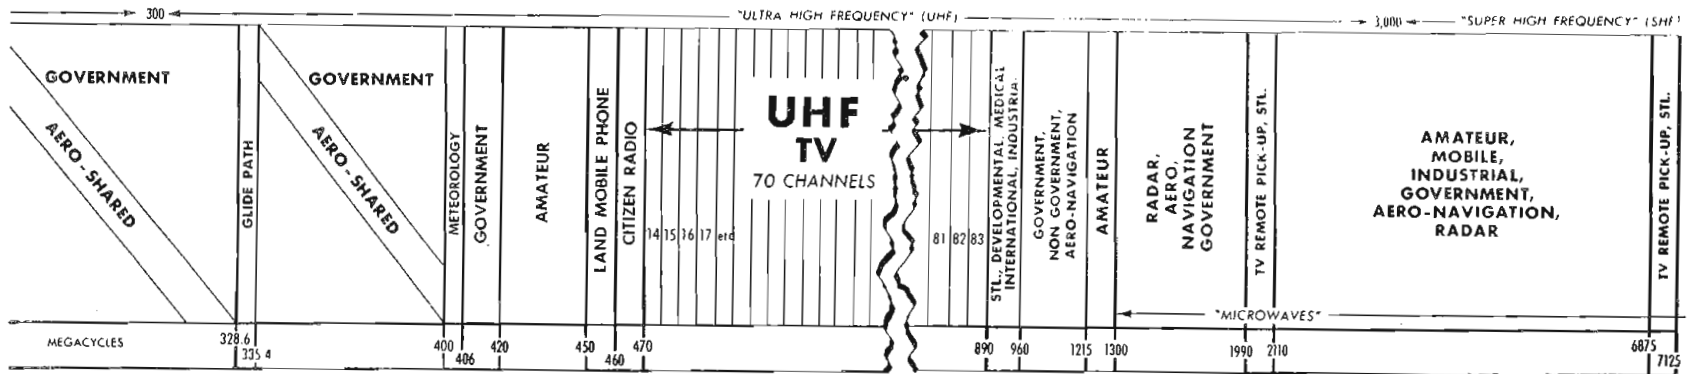 300 "ULTRA HIGH FREQUENCY" (UHF) 3,000 "SUPER HIGH FREQUENCY" (SHF)
GOVERNMENT
AERO-SHARED
GLIDE PATH
GOVERNMENT
AERO-SHARED
METEOROLOGY
GOVERNMENT
AMATEUR
LAND MOBILE PHONE
CITIZEN RADIO
14 15 16 17 etc
UHF
TV
70 CHANNELS
81 82 83
STL., DEVELOPMENTAL, MEDICAL
INTERNATIONAL, INDUSTRIAL
GOVERNMENT,
NON GOVERNMENT,
AERO-NAVIGATION
AMATEUR
RADAR,
AERO,
NAVIGATION
GOVERNMENT
TV REMOTE PICK-UP, STL.
AMATEUR,
MOBILE,
INDUSTRIAL,
GOVERNMENT,
AERO-NAVIGATION,
RADAR
TV REMOTE PICK-UP, STL.
"MICROWAVES"
MEGACYCLES
328.6
335.4
400
406
420
450
460
470
890
960
1215
1300
1990
2110
6875
7125